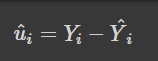 û_i = Y_i − Ŷ_i